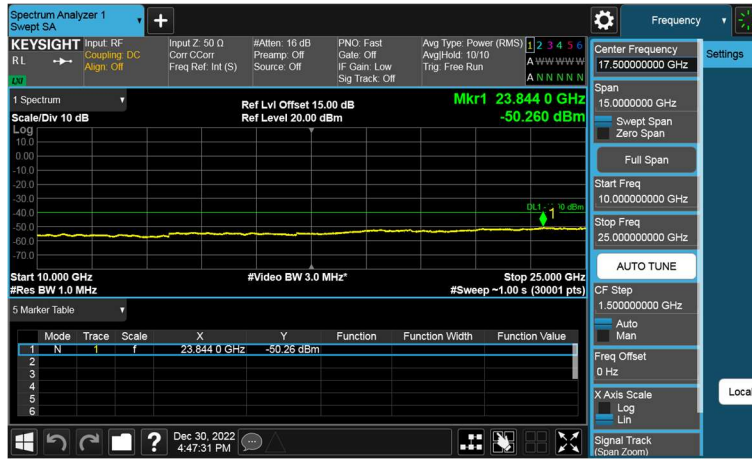 Spectrum Analyzer 1
Swept SA
Frequency
KEYSIGHT
RL
LXI
Input: RF
Coupling: DC
Align: Off
Input Z: 50 Ω
Corr CCorr
Freq Ref: Int (S)
#Atten: 16 dB
Preamp: Off
Source: Off
PNO: Fast
Gate: Off
IF Gain: Low
Sig Track: Off
Avg Type: Power (RMS)
Avg|Hold: 10/10
Trig: Free Run
1 2 3 4 5 6
A W W W W W
A N N N N N
1 Spectrum
Scale/Div 10 dB
Ref Lvl Offset 15.00 dB
Ref Level 20.00 dBm
Mkr1 23.844 0 GHz
-50.260 dBm
Log
10.0
0.00
-10.0
-20.0
-30.0
-40.0
-50.0
-60.0
-70.0
DL1
dBm
1
Start 10.000 GHz
#Res BW 1.0 MHz
#Video BW 3.0 MHz*
Stop 25.000 GHz
#Sweep ~1.00 s (30001 pts)
5 Marker Table
Mode Trace Scale X Y Function Function Width Function Value
1 N 1 f 23.844 0 GHz -50.26 dBm
2
3
4
5
6
?
Dec 30, 2022
4:47:31 PM
Center Frequency
17.500000000 GHz
Span
15.0000000 GHz
Swept Span
Zero Span
Full Span
Start Freq
10.000000000 GHz
Stop Freq
25.000000000 GHz
AUTO TUNE
CF Step
1.500000000 GHz
Auto
Man
Freq Offset
0 Hz
X Axis Scale
Log
Lin
Signal Track
(Span Zoom)
Settings
Local